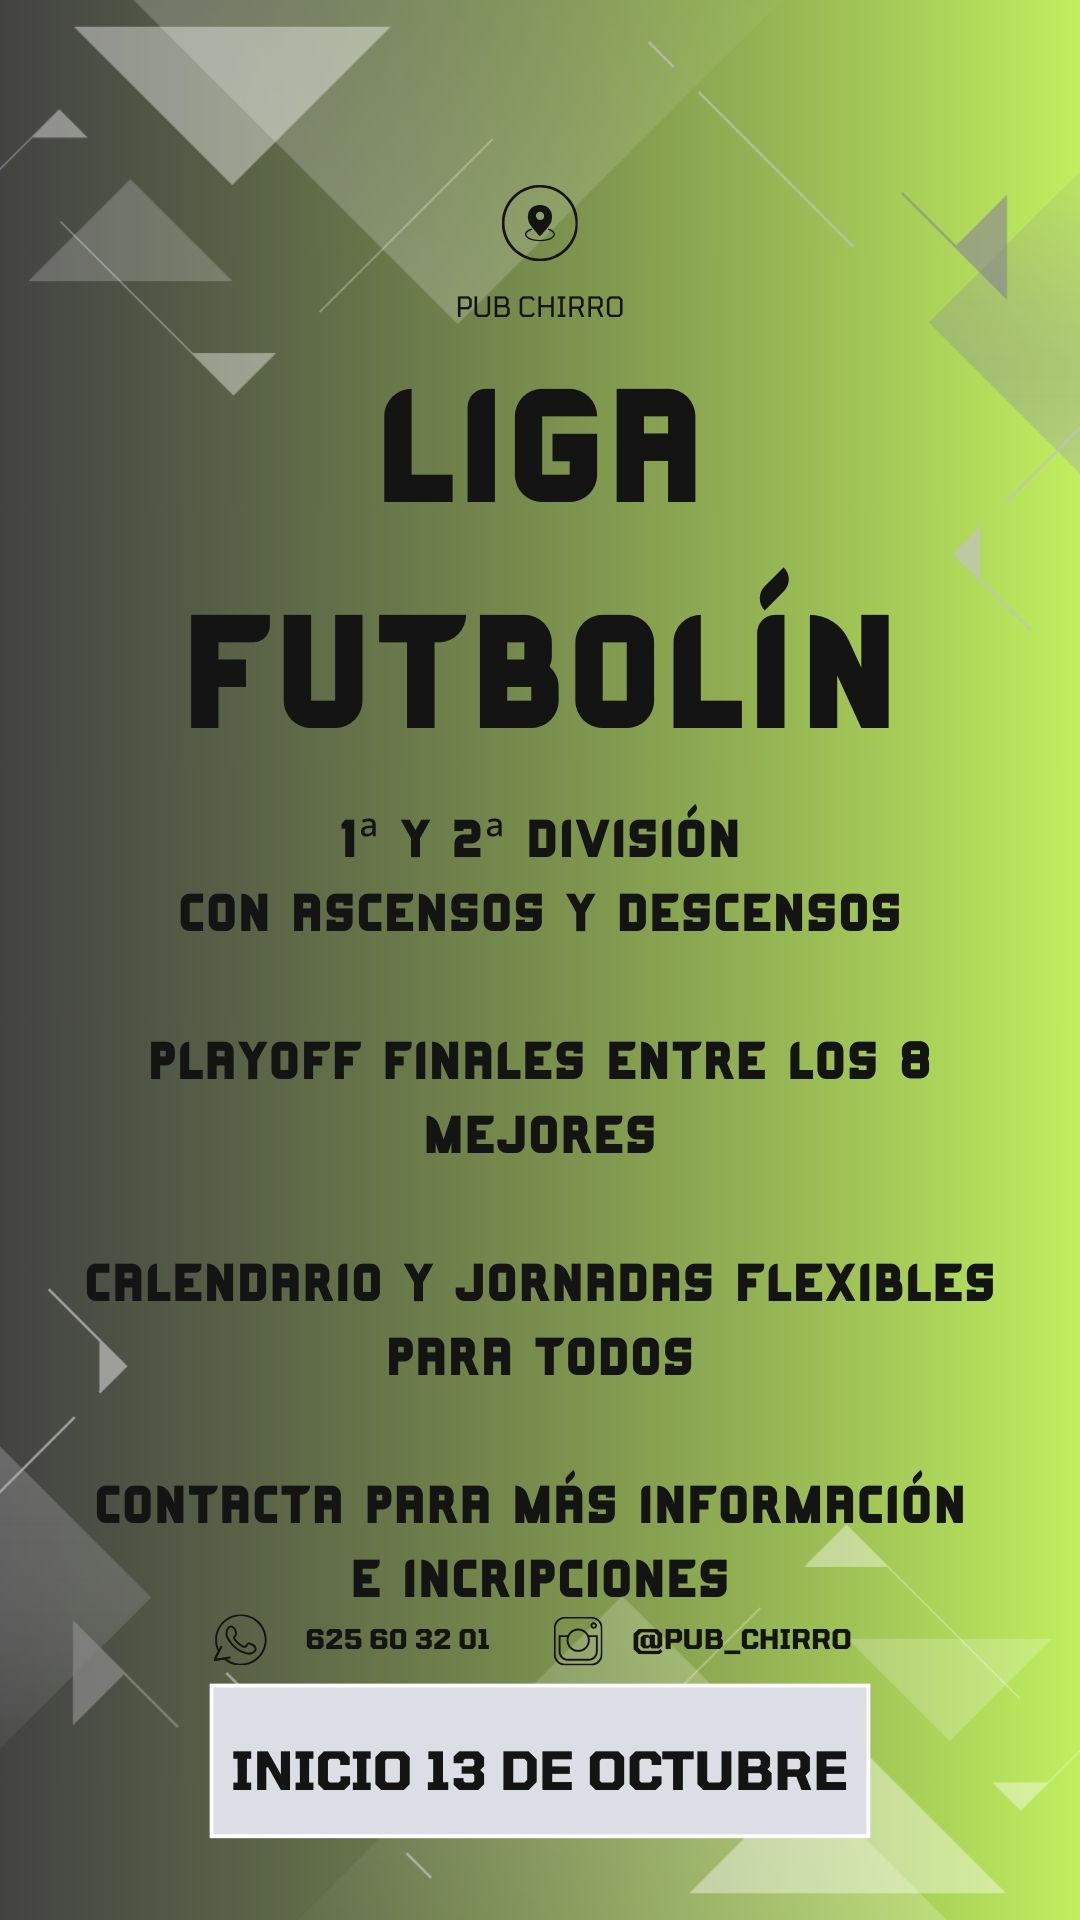 PUB CHIRRO
LIGA
FUTBOLÍN
1ª Y 2ª DIVISIÓN
CON ASCENSOS Y DESCENSOS
PLAYOFF FINALES ENTRE LOS 8
MEJORES
CALENDARIO Y JORNADAS FLEXIBLES
PARA TODOS
CONTACTA PARA MÁS INFORMACIÓN
E INCRIPCIONES
625 60 32 01 @PUB_CHIRRO
INICIO 13 DE OCTUBRE